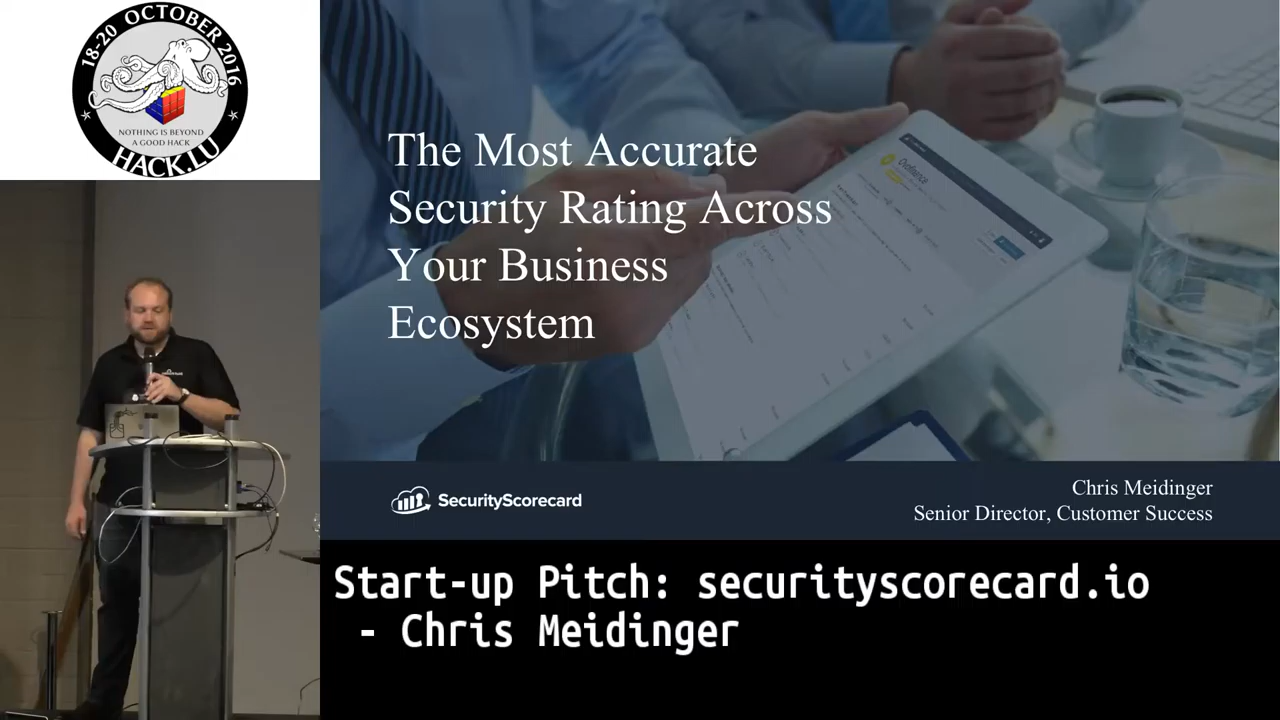 18-20 OCTOBER 2016
NOTHING IS BEYOND
A GOOD HACK
HACK.LU
The Most Accurate
Security Rating Across
Your Business
Ecosystem
SecurityScorecard
Chris Meidinger
Senior Director, Customer Success
Start-up Pitch: securityscorecard.io
- Chris Meidinger